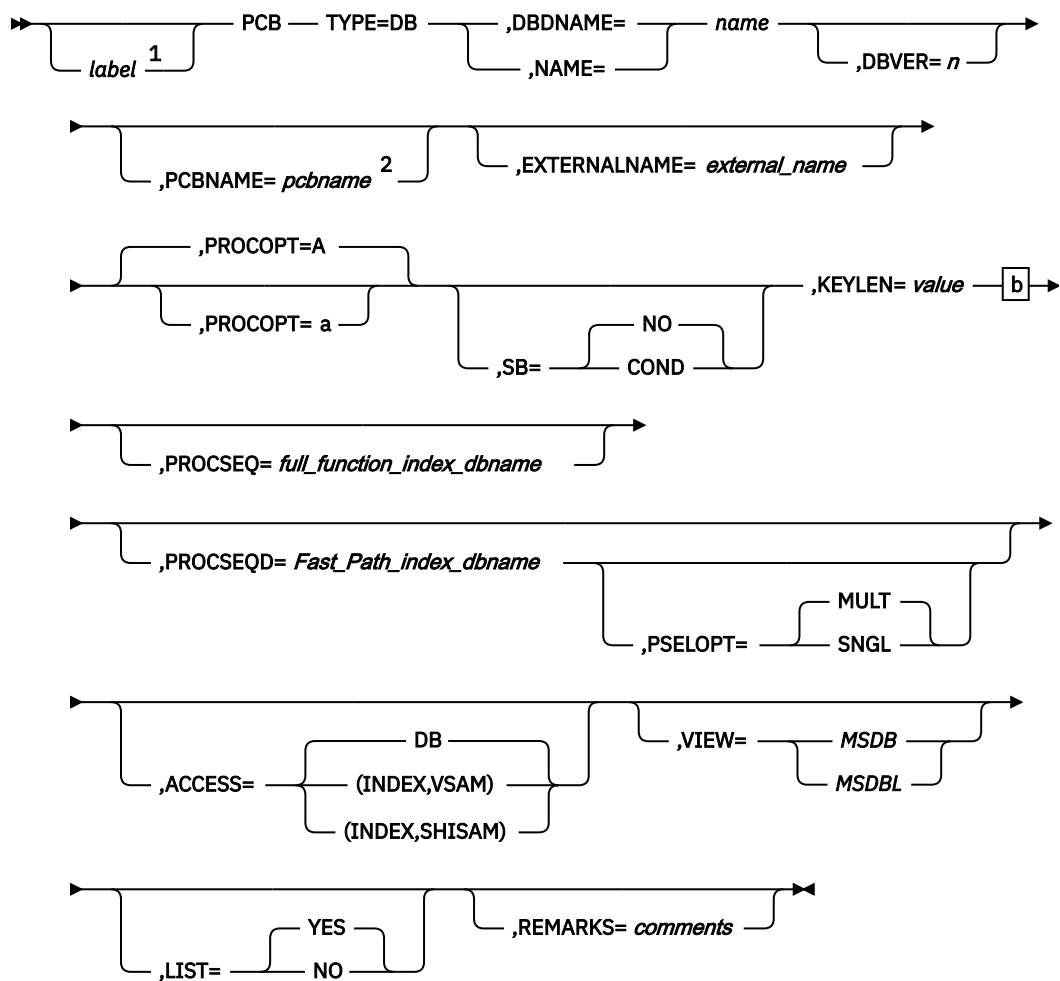 PCB TYPE=DB ,DBDNAME= name
label 1 ,NAME= ,DBVER= n
,PCBNAME= pcbname 2 ,EXTERNALNAME= external_name
,PROCOPT=A
,PROCOPT= a ,KEYLEN= value b
,SB= NO
COND
,PROCSEQ= full_function_index_dbname
,PROCSEQD= Fast_Path_index_dbname
,PSELOPT= MULT
SNGL
,ACCESS= DB
(INDEX,VSAM)
(INDEX,SHISAM)
,VIEW= MSDB
MSDBL
,LIST= YES
NO
,REMARKS= comments